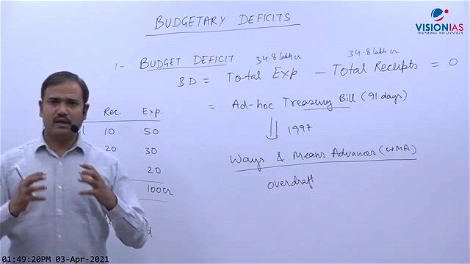 VISIONIAS
BUDGETARY DEFICITS
1- BUDGET DEFICIT
34.8 lakh cr
34.8 lakh cr
BD = Total Exp - Total Receipts = 0
= Ad-hoc Treasury Bill (91 days)
1997
Ways & Means Advances (WMA)
overdraft
Rec Exp
10 50
20 30
20
100Cr
01:49:20PM 03-Apr-2021